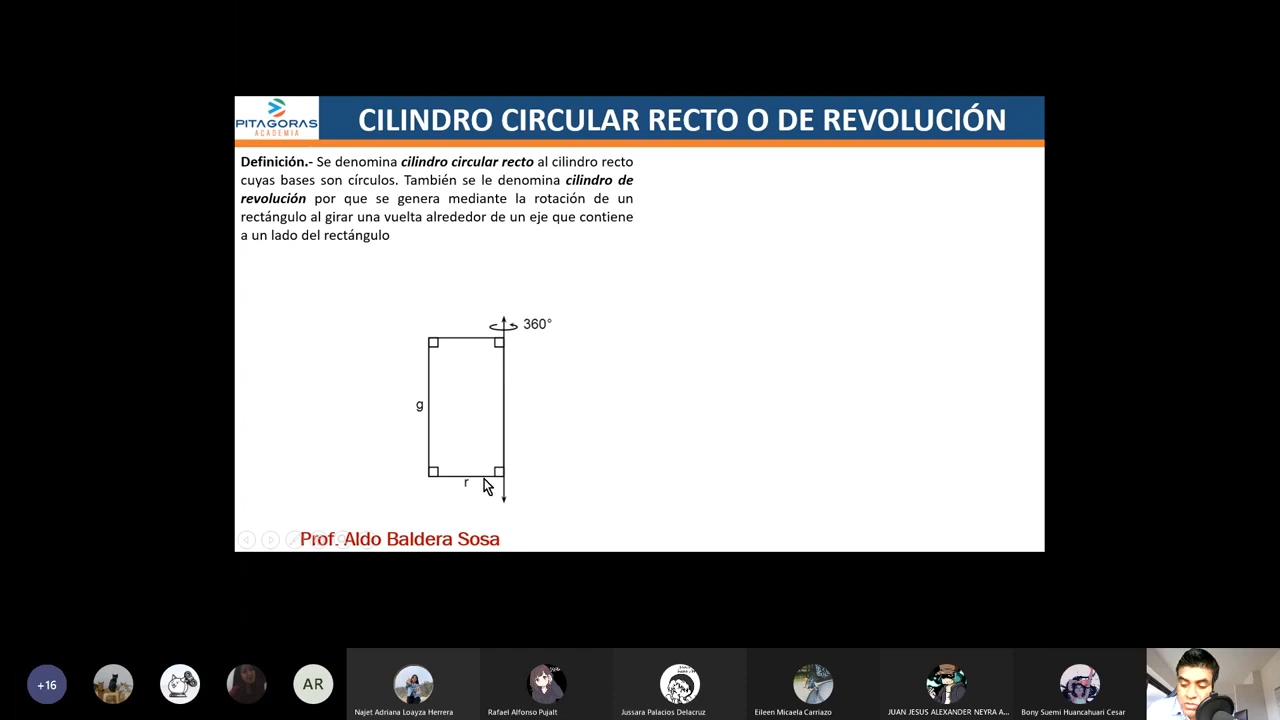 PITAGORAS
ACADEMIA
CILINDRO CIRCULAR RECTO O DE REVOLUCIÓN
Definición.- Se denomina cilindro circular recto al cilindro recto
cuyas bases son círculos. También se le denomina cilindro de
revolución por que se genera mediante la rotación de un
rectángulo al girar una vuelta alrededor de un eje que contiene
a un lado del rectángulo
360°
g
r
Prof. Aldo Baldera Sosa
+16
AR
Najet Adriana Loayza Herrera
Rafael Alfonso Pujalt
Jussara Palacios Delacruz
Eileen Micaela Carriazo
JUAN JESUS ALEXANDER NEYRA A...
Bony Suemi Huancahuari Cesar